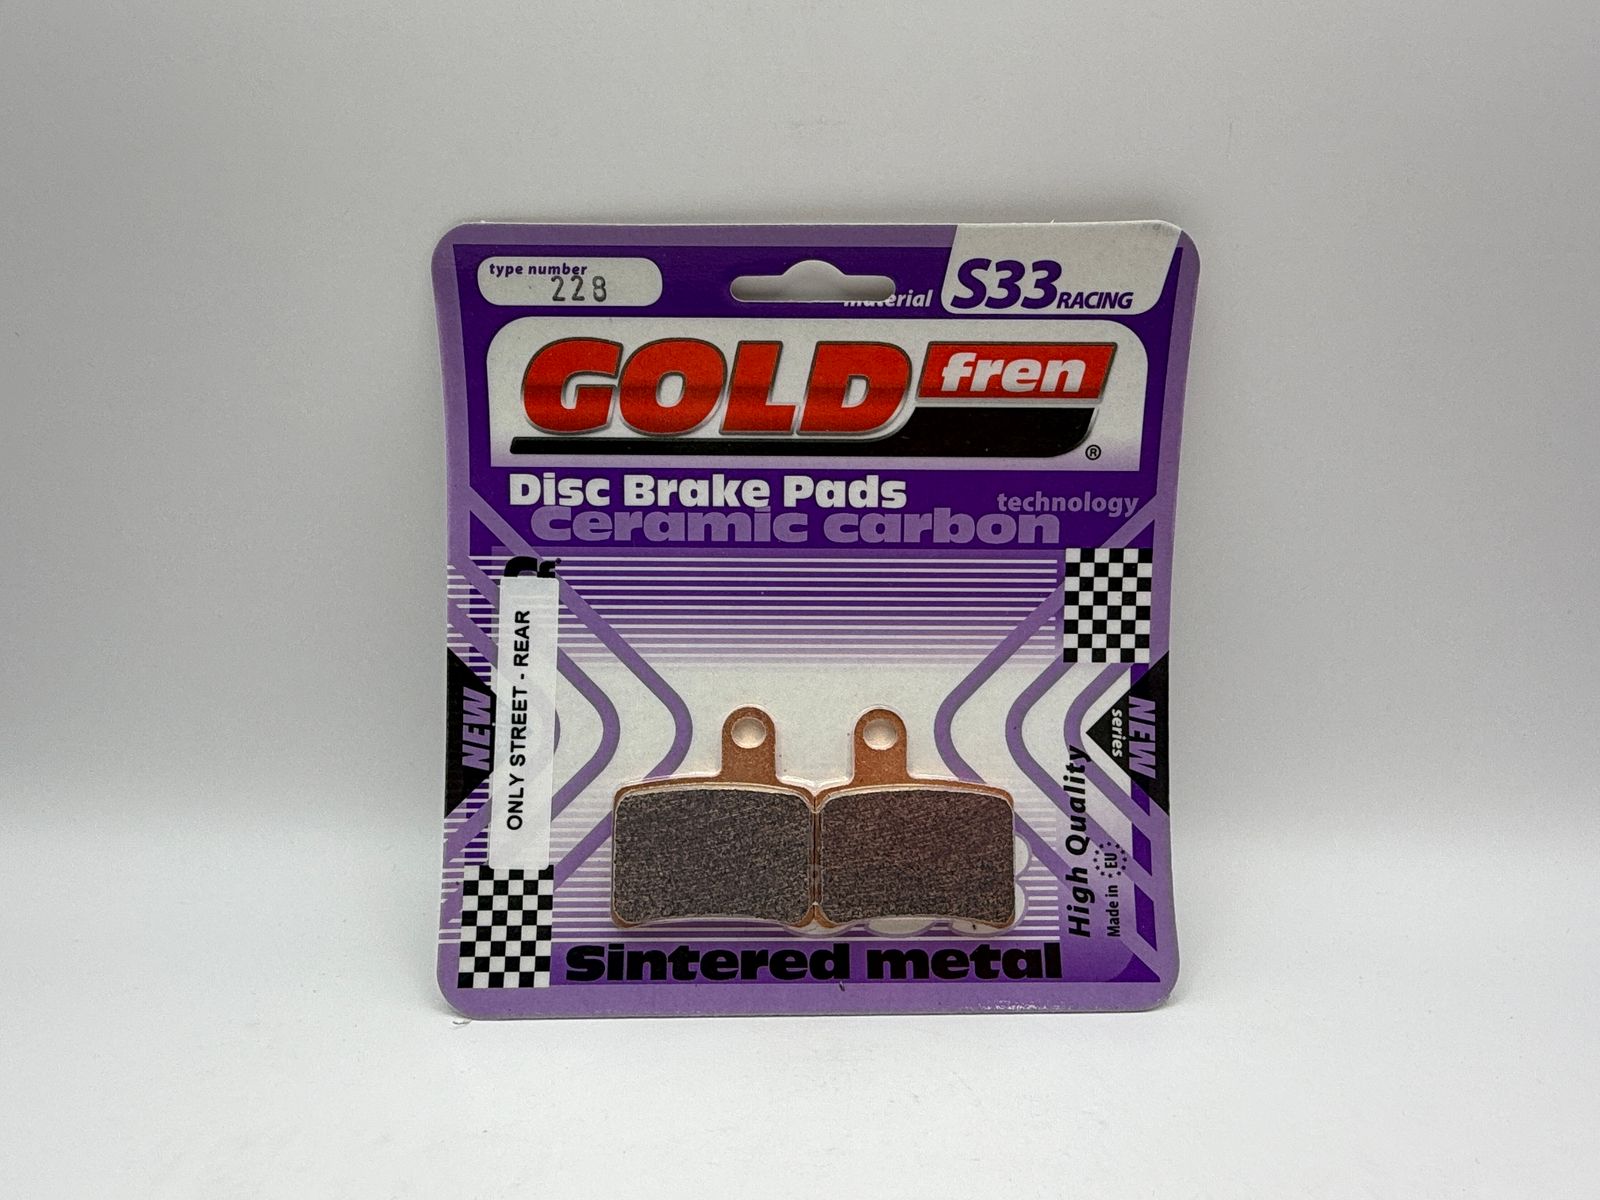 type number
228
material
S33 RACING
GOLD fren
®
Disc Brake Pads
technology
Ceramic carbon
NEW
ONLY STREET - REAR
NEW
series
High Quality
Made in EU
Sintered metal